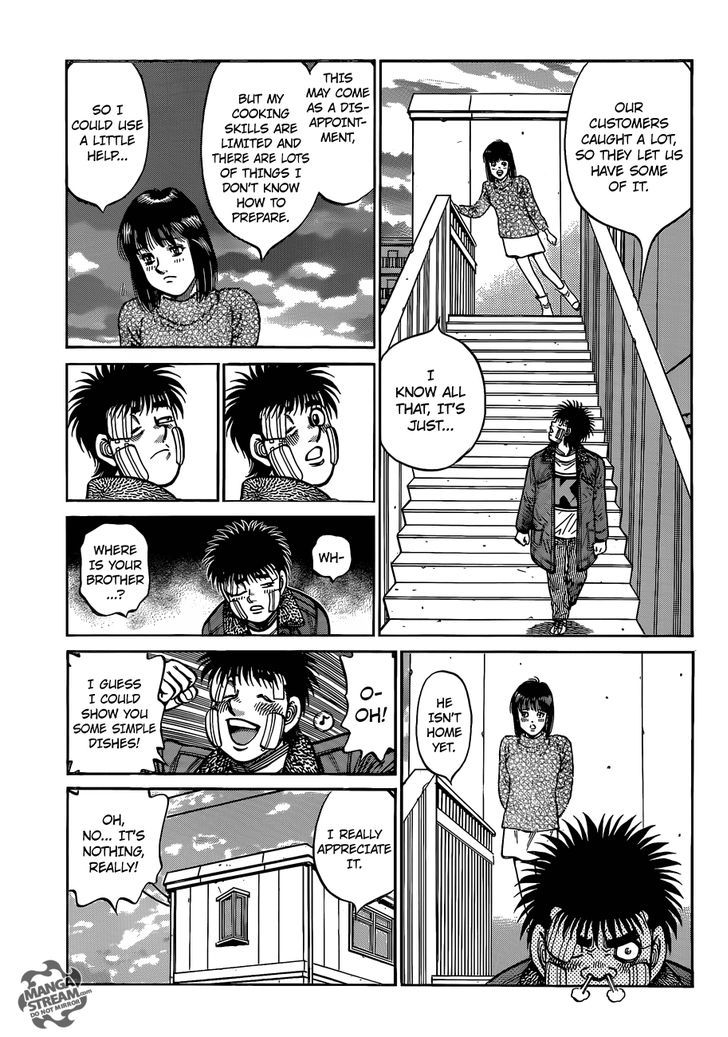 OUR
CUSTOMERS
CAUGHT A LOT,
SO THEY LET US
HAVE SOME
OF IT.
I
KNOW ALL
THAT, IT'S
JUST...
K
THIS
MAY COME
AS A DIS-
APPOINT-
MENT,
BUT MY
COOKING
SKILLS ARE
LIMITED AND
THERE ARE LOTS
OF THINGS I
DON'T KNOW
HOW TO
PREPARE.
SO I
COULD USE
A LITTLE
HELP...
WH-
WHERE
IS YOUR
BROTHER
...?
HE
ISN'T
HOME
YET.
O-
OH!
I GUESS
I COULD
SHOW YOU
SOME SIMPLE
DISHES!
I REALLY
APPRECIATE
IT.
OH,
NO... IT'S
NOTHING,
REALLY!
MANGA
STREAM.com
DO NOT MIRROR